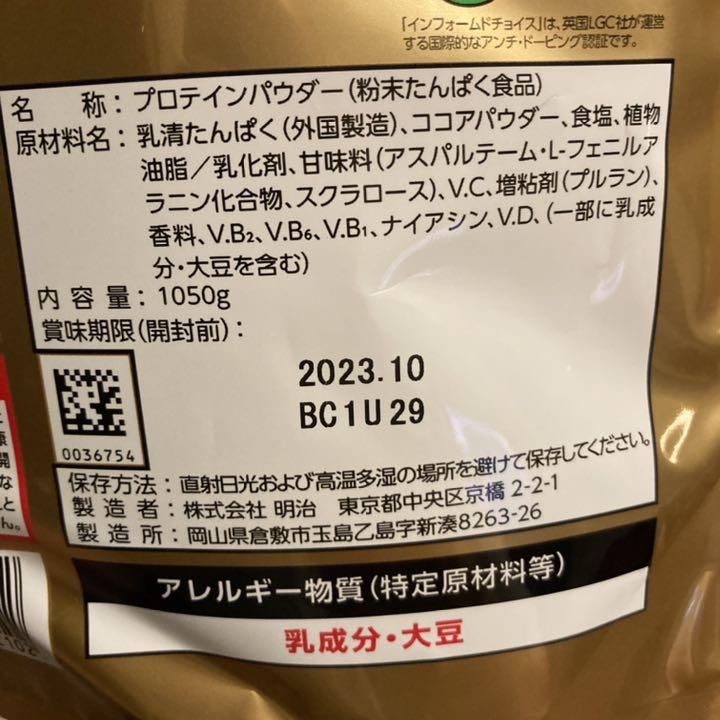 「インフォームドチョイス」は、英国LGC社が運営
する国際的なアンチ・ドーピング認証です。
名 称：プロテインパウダー（粉末たんぱく食品）
原材料名：乳清たんぱく（外国製造）、ココアパウダー、食塩、植物
油脂／乳化剤、甘味料（アスパルテーム・L-フェニルア
ラニン化合物、スクラロース）、V.C、増粘剤（プルラン）、
香料、V.B₂、V.B₆、V.B₁、ナイアシン、V.D、（一部に乳成
分・大豆を含む）
内 容 量：1050g
賞味期限（開封前）：
2023.10
BC1U29
0036754
保存方法：直射日光および高温多湿の場所を避けて保存してください。
製 造 者：株式会社 明治 東京都中央区京橋 2-2-1
製 造 所：岡山県倉敷市玉島乙島字新湊8263-26
アレルギー物質（特定原材料等）
乳成分・大豆